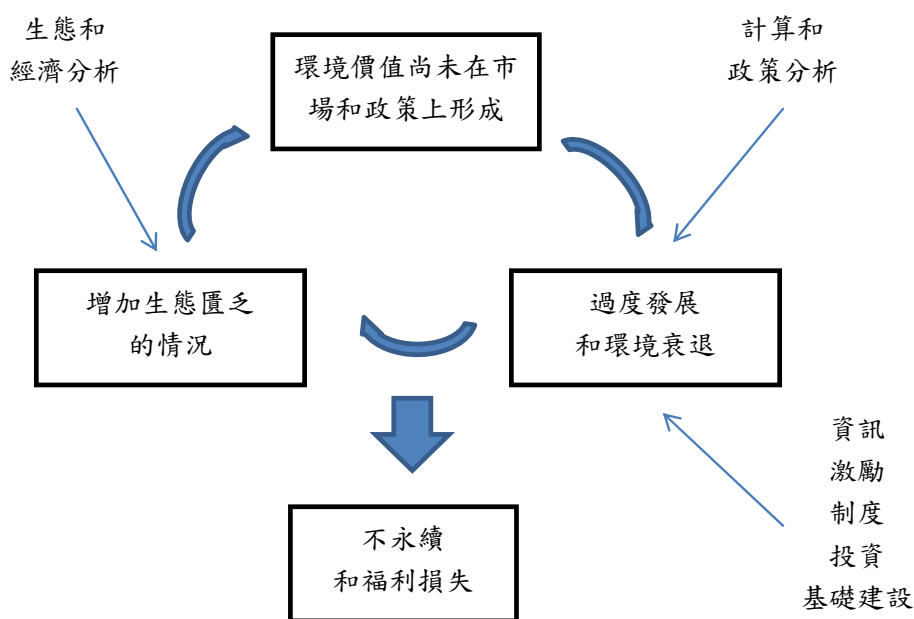 生態和
經濟分析
環境價值尚未在市
場和政策上形成
計算和
政策分析
增加生態匱乏
的情況
過度發展
和環境衰退
不永續
和福利損失
資訊
激勵
制度
投資
基礎建設